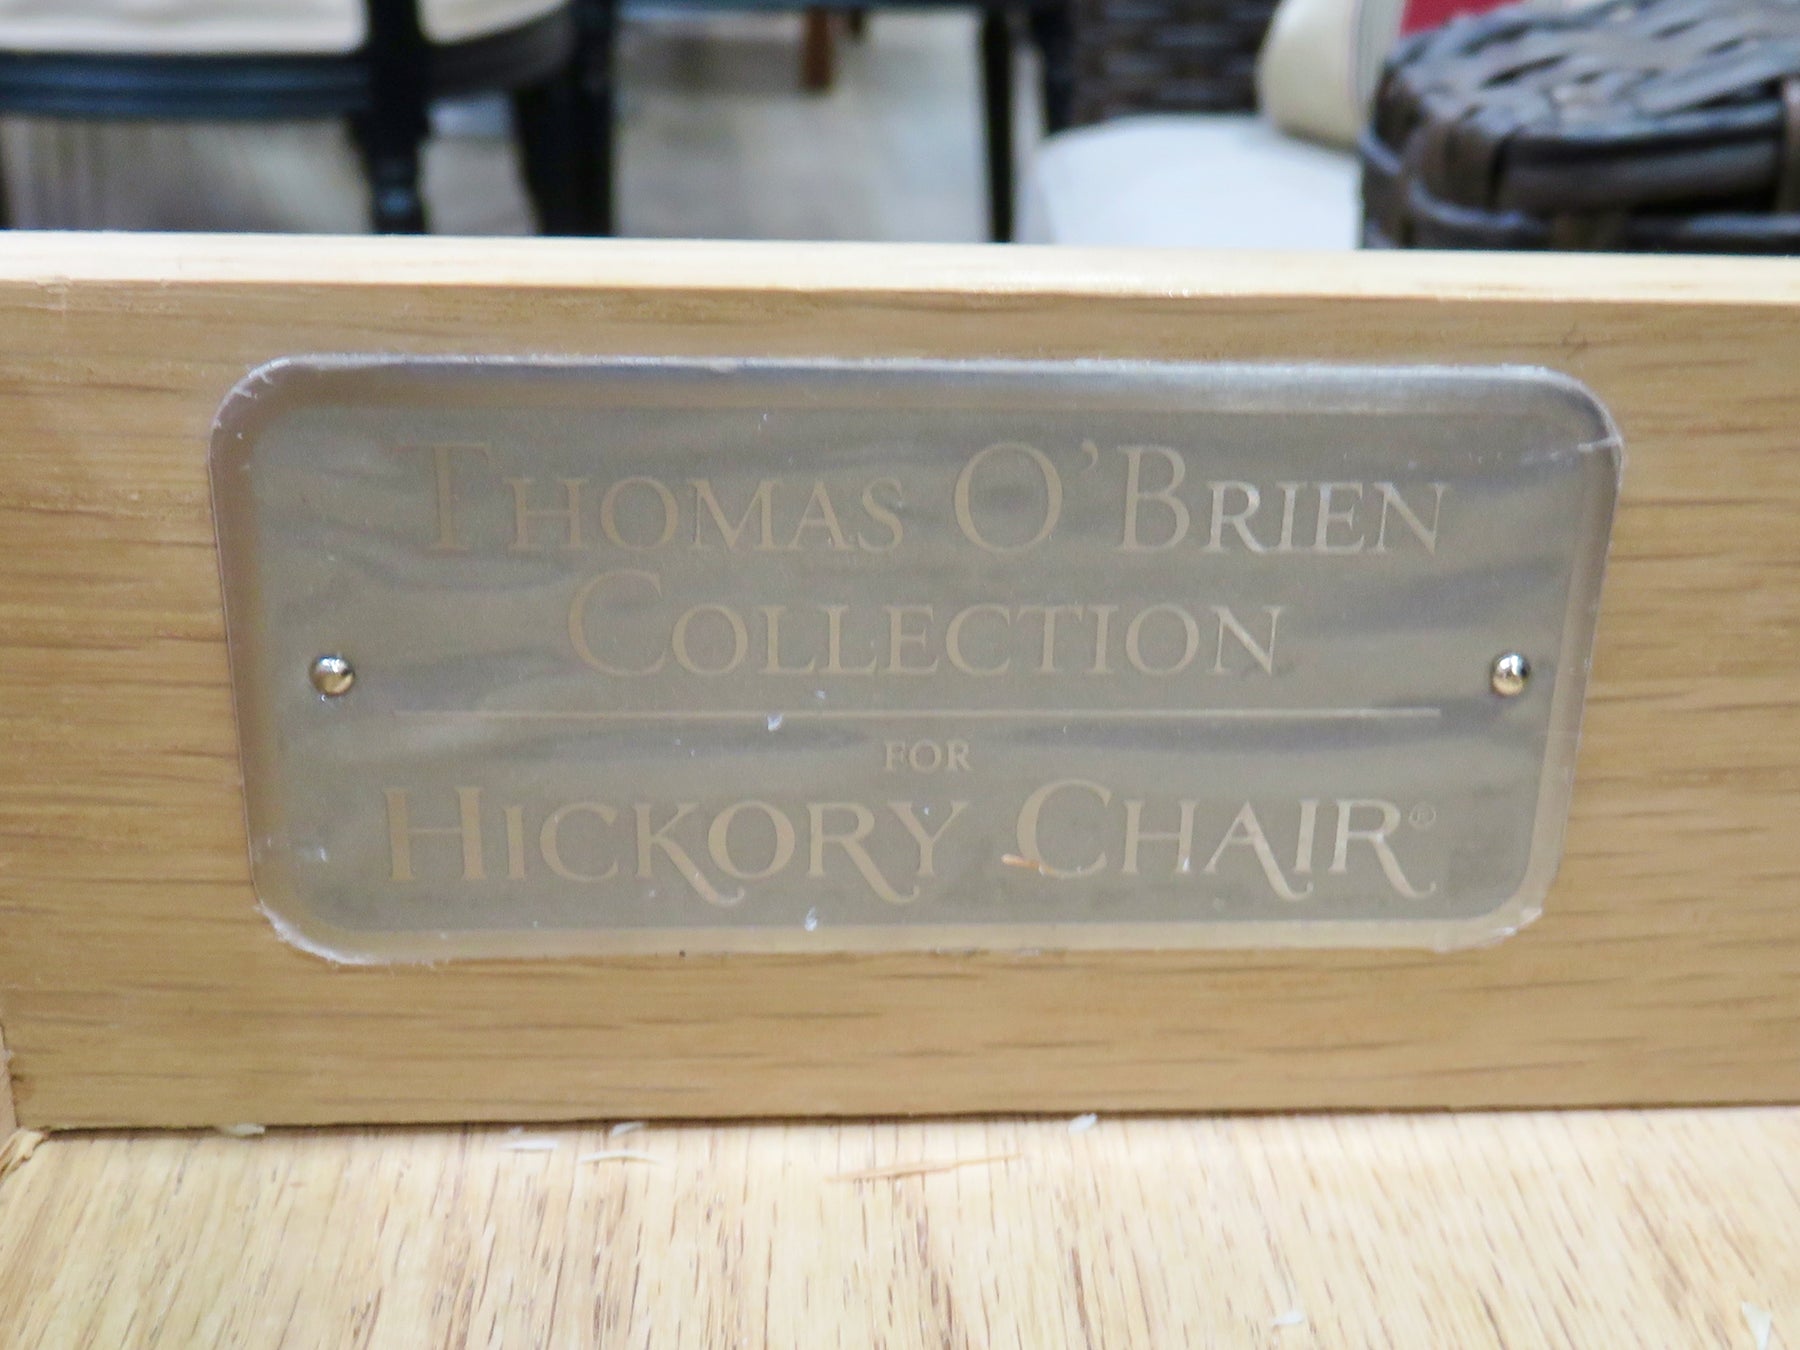 THOMAS O'BRIEN
COLLECTION
FOR
HICKORY CHAIR®